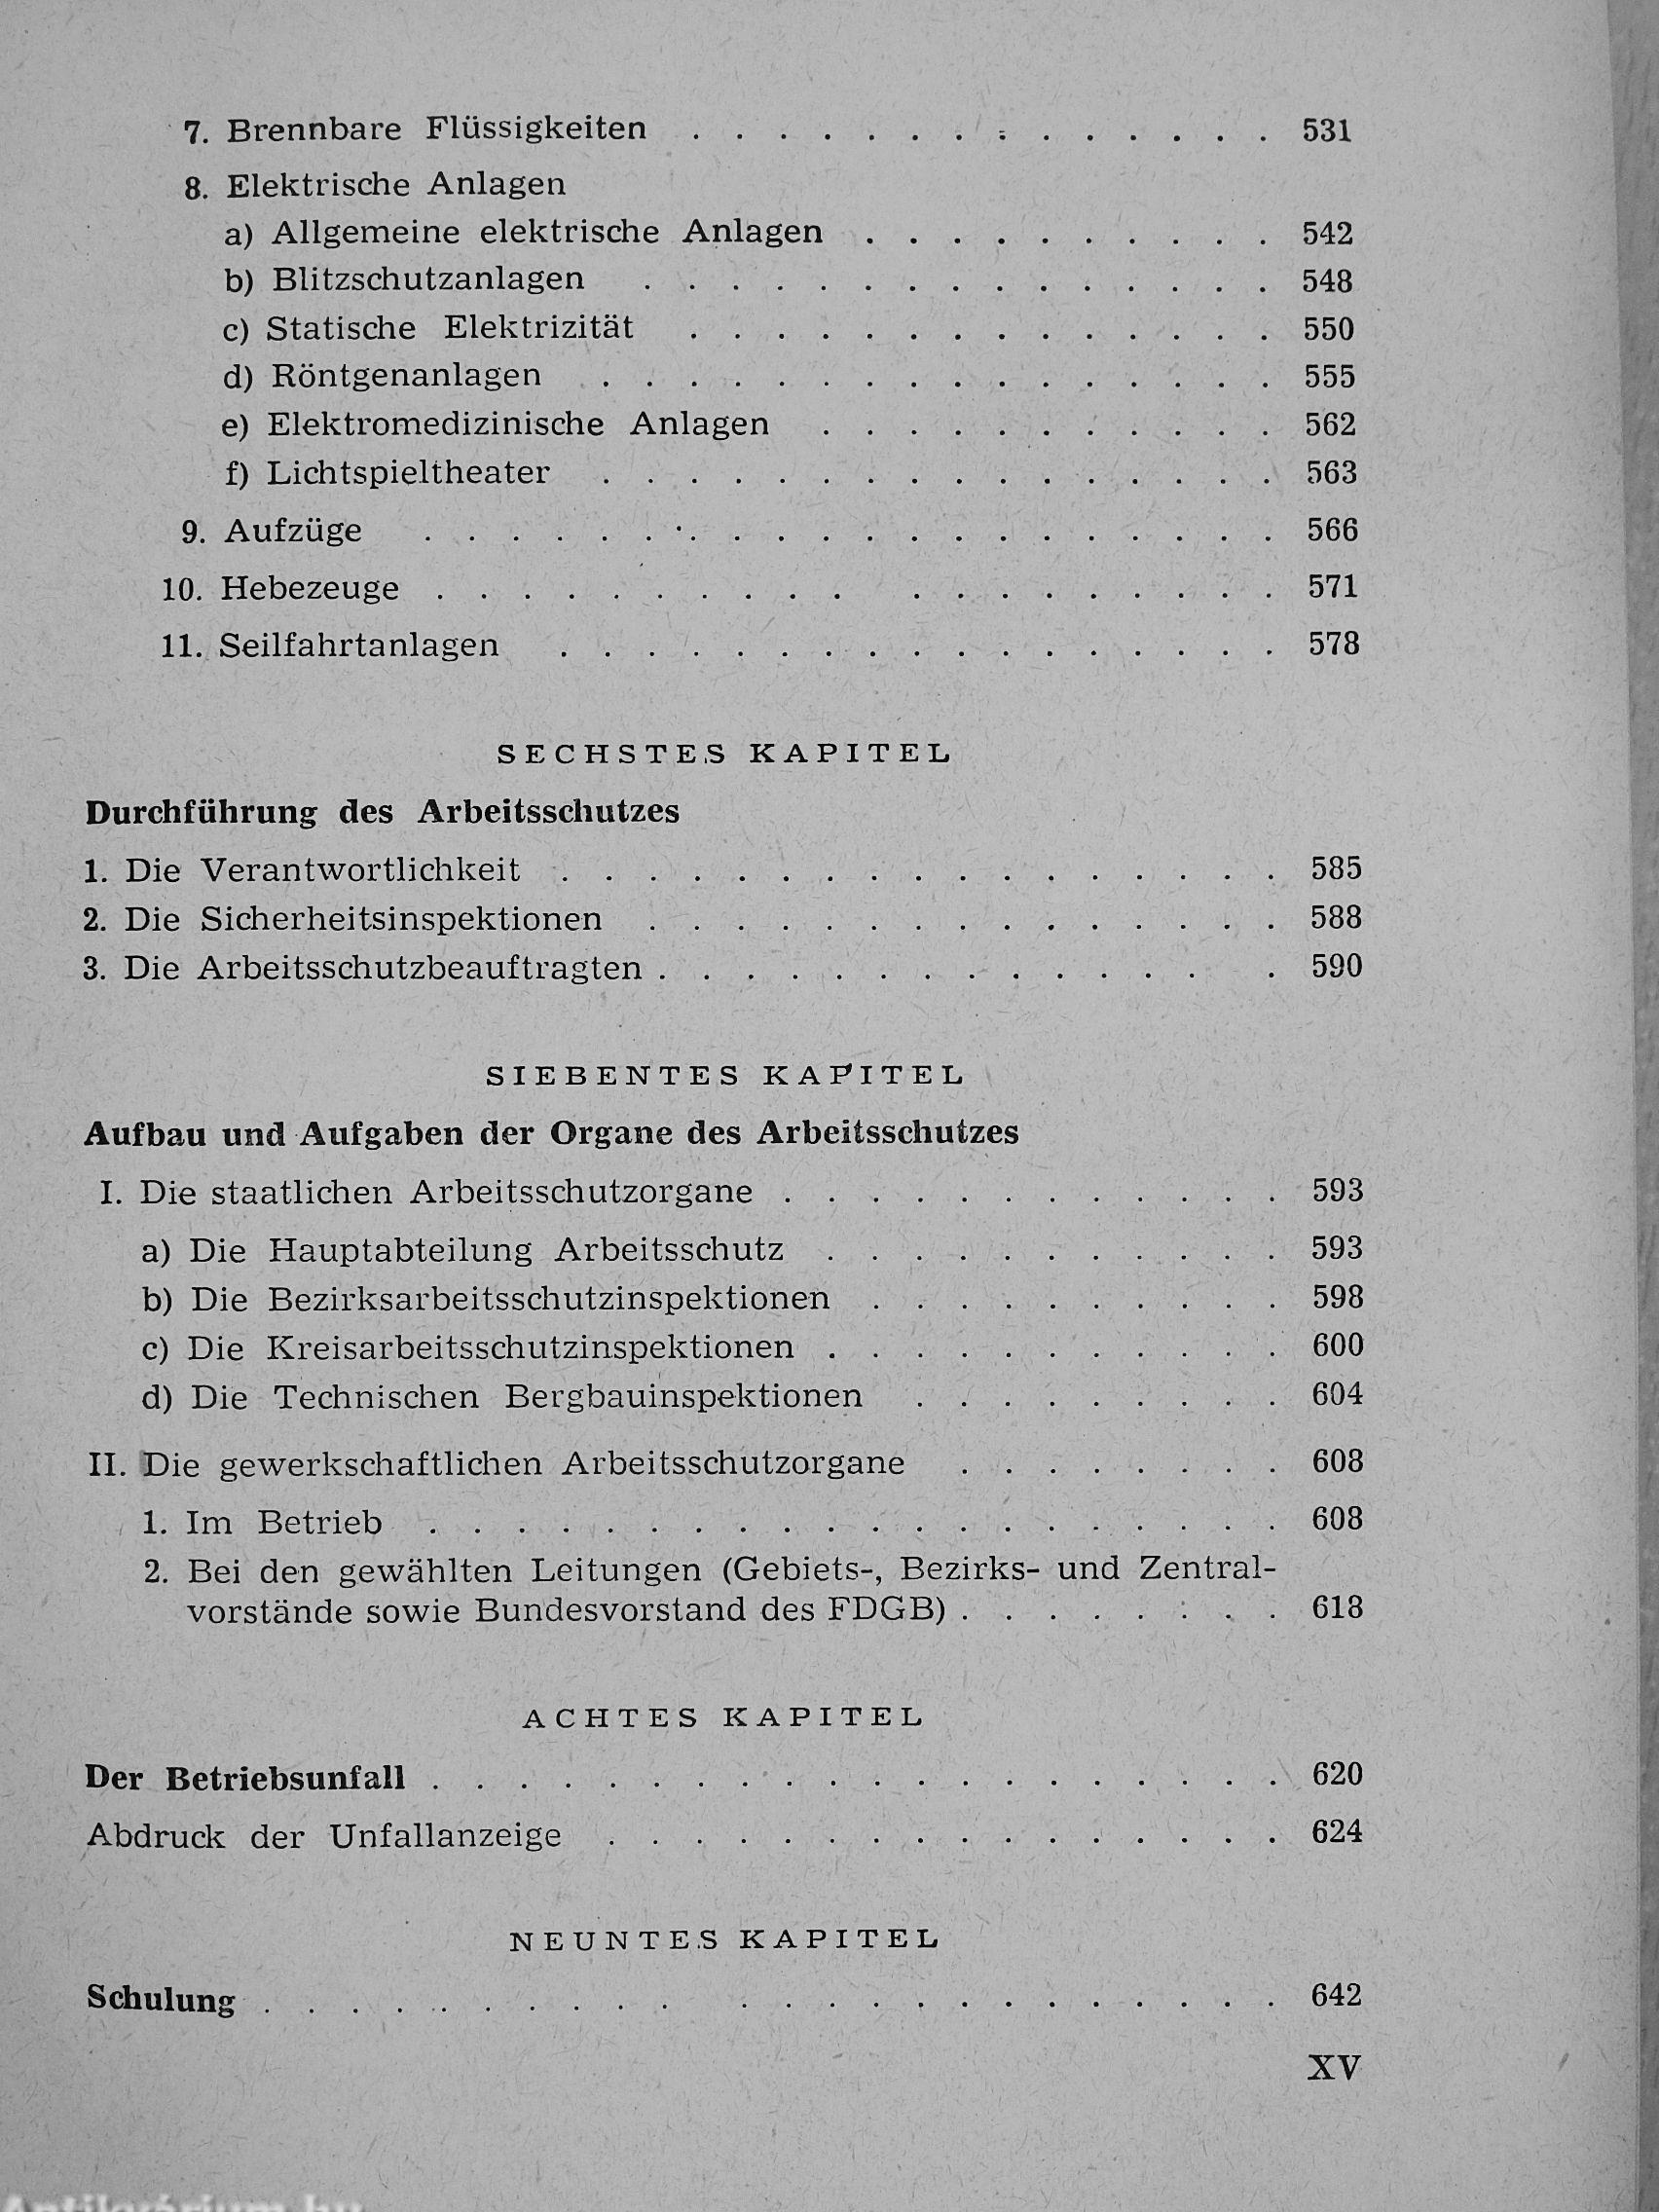 7. Brennbare Flüssigkeiten . . . . . . . . . . . . . . 531
8. Elektrische Anlagen
a) Allgemeine elektrische Anlagen . . . . . . . . . . 542
b) Blitzschutzanlagen . . . . . . . . . . . . . . . 548
c) Statische Elektrizität . . . . . . . . . . . . . . 550
d) Röntgenanlagen . . . . . . . . . . . . . . . . 555
e) Elektromedizinische Anlagen . . . . . . . . . . . 562
f) Lichtspieltheater . . . . . . . . . . . . . . . . 563
9. Aufzüge . . . . . . . . . . . . . . . . . . . . 566
10. Hebezeuge . . . . . . . . . . . . . . . . . . . 571
11. Seilfahrtanlagen . . . . . . . . . . . . . . . . . 578
SECHSTES KAPITEL
Durchführung des Arbeitsschutzes
1. Die Verantwortlichkeit . . . . . . . . . . . . . . . . . 585
2. Die Sicherheitsinspektionen . . . . . . . . . . . . . . . 588
3. Die Arbeitsschutzbeauftragten . . . . . . . . . . . . . . 590
SIEBENTES KAPITEL
Aufbau und Aufgaben der Organe des Arbeitsschutzes
I. Die staatlichen Arbeitsschutzorgane . . . . . . . . . . . . 593
a) Die Hauptabteilung Arbeitsschutz . . . . . . . . . . . 593
b) Die Bezirksarbeitsschutzinspektionen . . . . . . . . . . 598
c) Die Kreisarbeitsschutzinspektionen . . . . . . . . . . . 600
d) Die Technischen Bergbauinspektionen . . . . . . . . . 604
II. Die gewerkschaftlichen Arbeitsschutzorgane . . . . . . . . 608
1. Im Betrieb . . . . . . . . . . . . . . . . . . . . 608
2. Bei den gewählten Leitungen (Gebiets-, Bezirks- und Zentral-
vorstände sowie Bundesvorstand des FDGB) . . . . . . . . 618
ACHTES KAPITEL
Der Betriebsunfall . . . . . . . . . . . . . . . . . . . . 620
Abdruck der Unfallanzeige . . . . . . . . . . . . . . . . 624
NEUNTES KAPITEL
Schulung . . . . . . . . . . . . . . . . . . . . . . . 642
XV
Antikvárium.hu